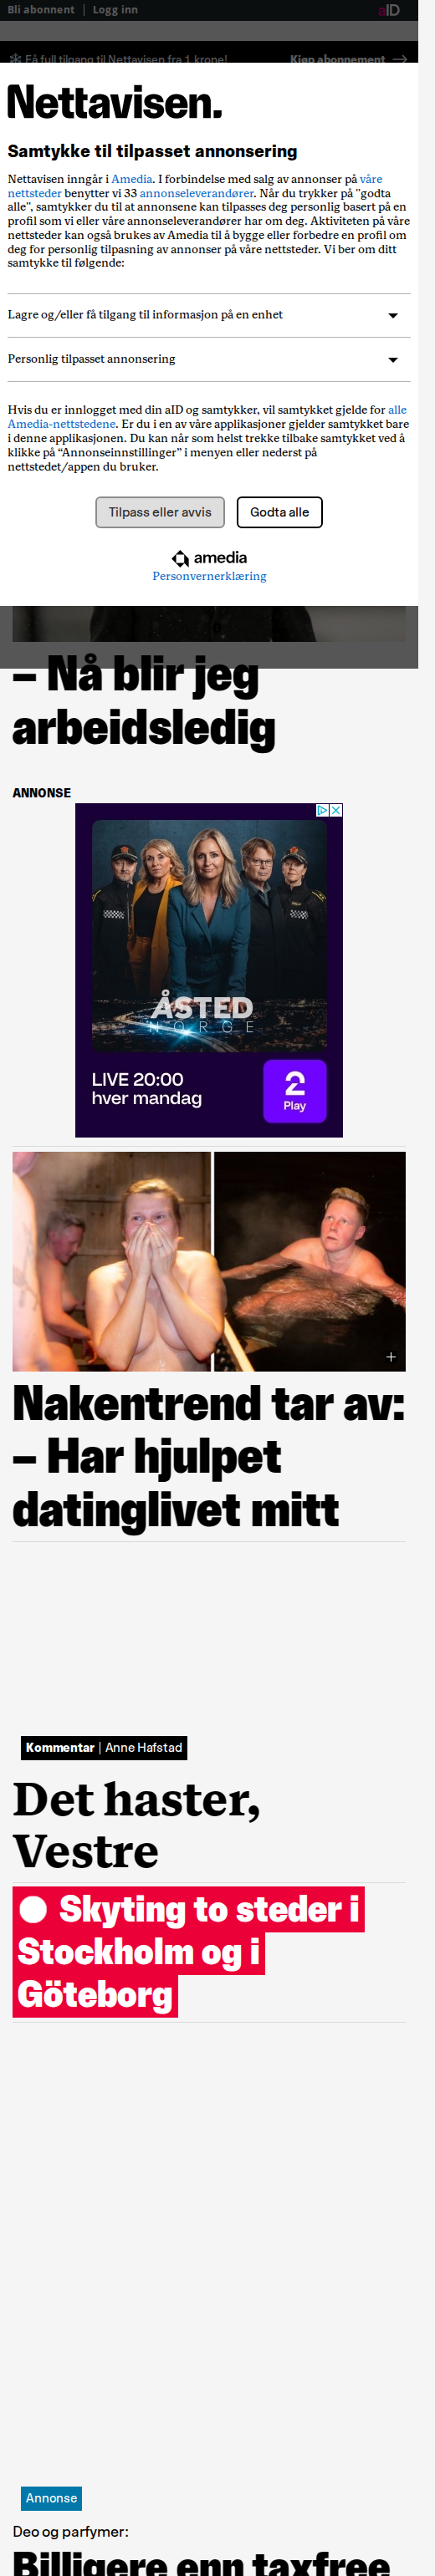 Bli abonnent | Logg inn
aID
Få full tilgang til Nettavisen fra 1 krone!
Kjøp abonnement
Nettavisen.
Samtykke til tilpasset annonsering
Nettavisen inngår i Amedia. I forbindelse med salg av annonser på våre
nettsteder benytter vi 33 annonseleverandører. Når du trykker på "godta
alle", samtykker du til at annonsene kan tilpasses deg personlig basert på en
profil som vi eller våre annonseleverandører har om deg. Aktiviteten på våre
nettsteder kan også brukes av Amedia til å bygge eller forbedre en profil om
deg for personlig tilpasning av annonser på våre nettsteder. Vi ber om ditt
samtykke til følgende:
Lagre og/eller få tilgang til informasjon på en enhet
Personlig tilpasset annonsering
Hvis du er innlogget med din aID og samtykker, vil samtykket gjelde for alle
Amedia-nettstedene. Er du i en av våre applikasjoner gjelder samtykket bare
i denne applikasjonen. Du kan når som helst trekke tilbake samtykket ved å
klikke på “Annonseinnstillinger” i menyen eller nederst på
nettstedet/appen du bruker.
Tilpass eller avvis
Godta alle
amedia
Personvernerklæring
– Nå blir jeg
arbeidsledig
ANNONSE
ÅSTED
NORGE
LIVE 20:00
hver mandag
2
Play
Nakentrend tar av:
– Har hjulpet
datinglivet mitt
Kommentar | Anne Hafstad
Det haster,
Vestre
Skyting to steder i
Stockholm og i
Göteborg
Annonse
Deo og parfymer:
Billigere enn taxfree